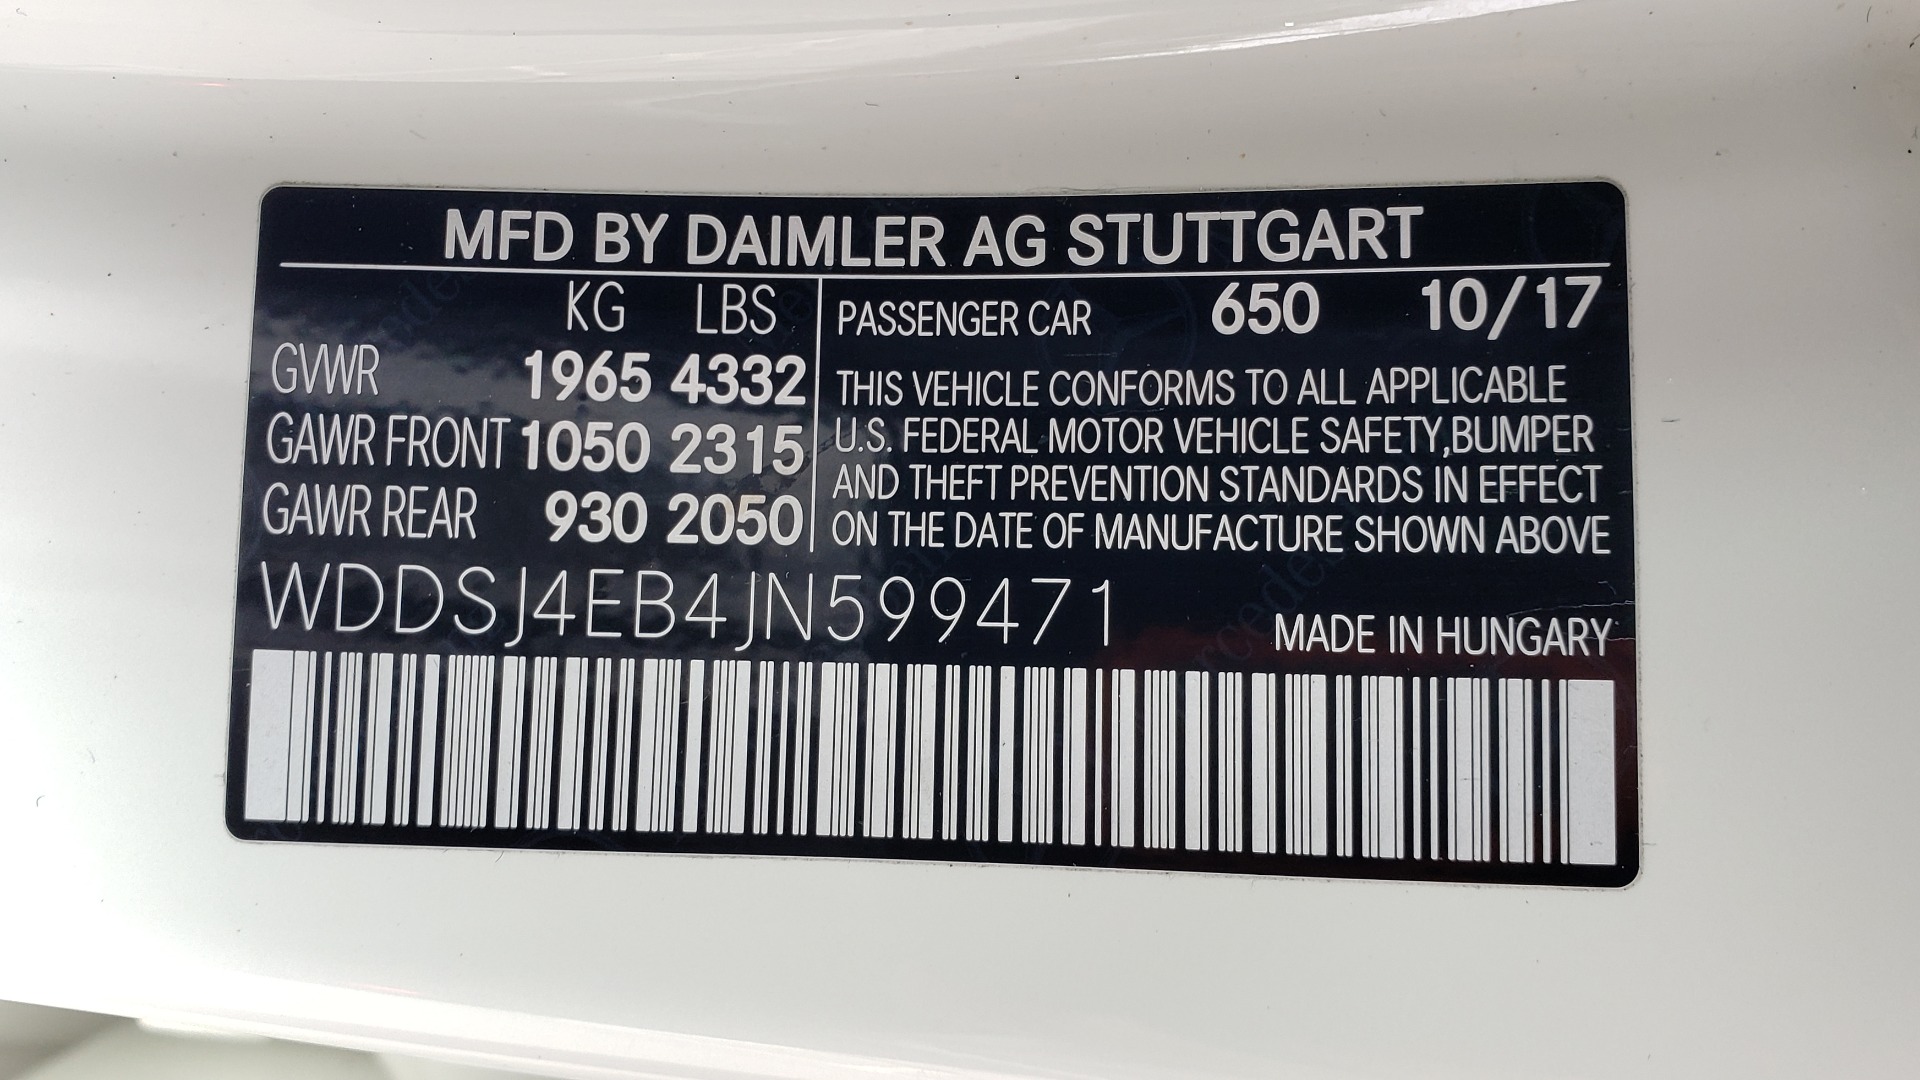 MFD BY DAIMLER AG STUTTGART
KG LBS
GVWR 1965 4332
GAWR FRONT 1050 2315
GAWR REAR 930 2050
PASSENGER CAR 650 10/17
THIS VEHICLE CONFORMS TO ALL APPLICABLE
U.S. FEDERAL MOTOR VEHICLE SAFETY,BUMPER
AND THEFT PREVENTION STANDARDS IN EFFECT
ON THE DATE OF MANUFACTURE SHOWN ABOVE
WDDSJ4EB4JN599471
MADE IN HUNGARY